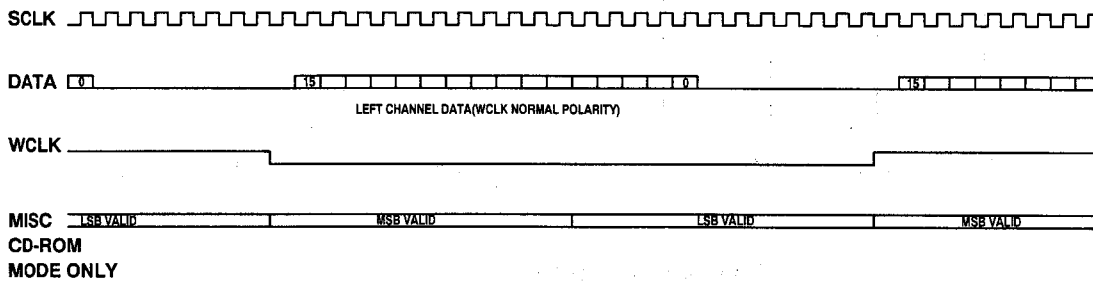 SCLK
DATA 0 15 0 15
LEFT CHANNEL DATA(WCLK NORMAL POLARITY)
WCLK
MISC LSB VALID MSB VALID LSB VALID MSB VALID
CD-ROM
MODE ONLY